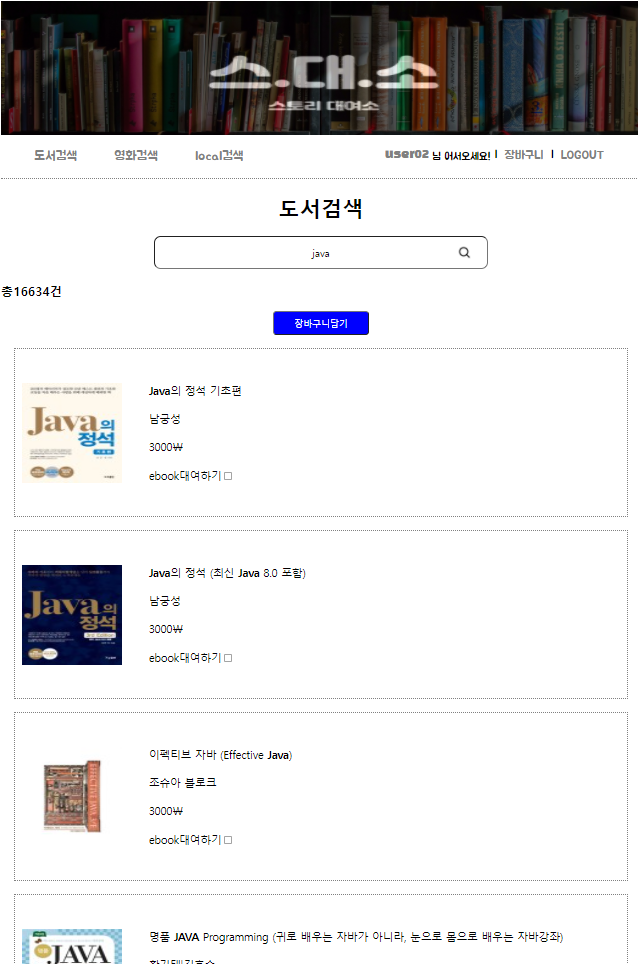 스.대.소
스토리 대여소
도서검색 영화검색 local검색 user02 님 어서오세요! | 장바구니 | LOGOUT
도서검색
java
총16634건
장바구니담기
Java의 정석
Java의 정석 기초편
남궁성
3000₩
ebook대여하기
Java의 정석
Java의 정석 (최신 Java 8.0 포함)
남궁성
3000₩
ebook대여하기
이펙티브 자바 (Effective Java)
조슈아 블로크
3000₩
ebook대여하기
JAVA
명품 JAVA Programming (귀로 배우는 자바가 아니라, 눈으로 몸으로 배우는 자바강좌)